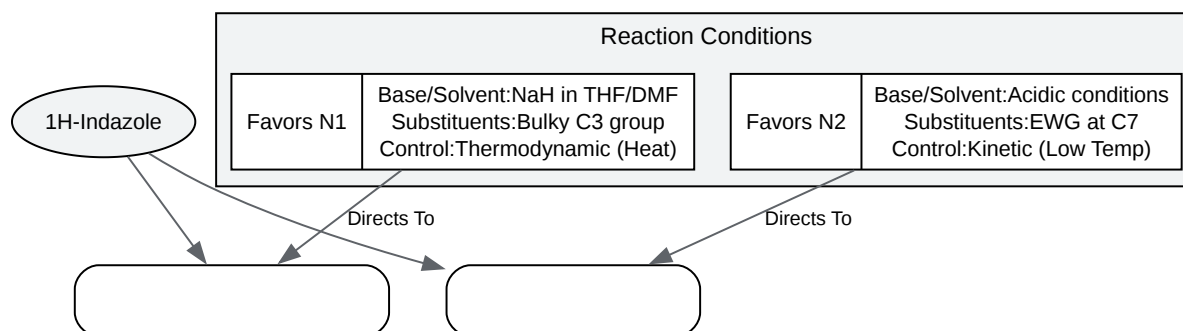 Reaction Conditions
1H-Indazole
Favors N1
Base/Solvent:NaH in THF/DMF
Substituents:Bulky C3 group
Control:Thermodynamic (Heat)
Favors N2
Base/Solvent:Acidic conditions
Substituents:EWG at C7
Control:Kinetic (Low Temp)
Directs To
Directs To